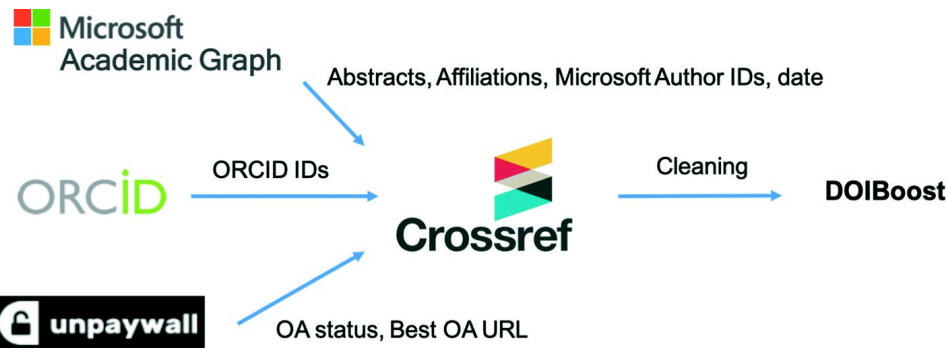 Microsoft
Academic Graph
Abstracts, Affiliations, Microsoft Author IDs, date
ORCID
ORCID IDs
Crossref
Cleaning
DOIBoost
unpaywall
OA status, Best OA URL